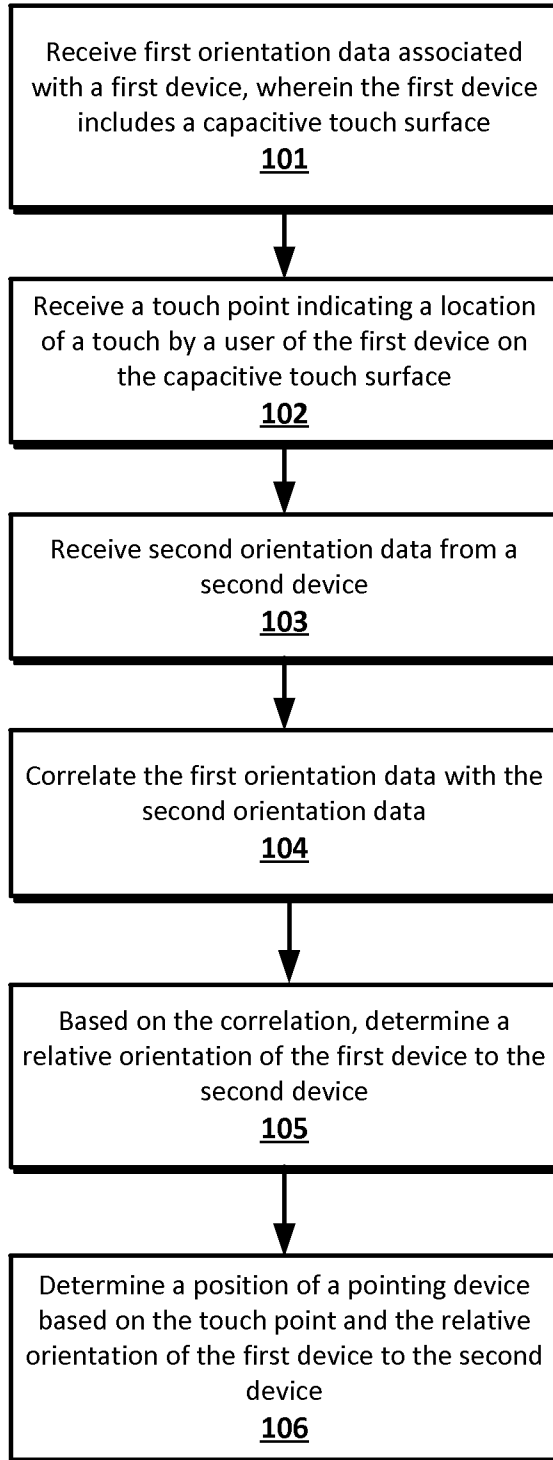 Receive first orientation data associated
with a first device, wherein the first device
includes a capacitive touch surface
101
Receive a touch point indicating a location
of a touch by a user of the first device on
the capacitive touch surface
102
Receive second orientation data from a
second device
103
Correlate the first orientation data with the
second orientation data
104
Based on the correlation, determine a
relative orientation of the first device to the
second device
105
Determine a position of a pointing device
based on the touch point and the relative
orientation of the first device to the second
device
106